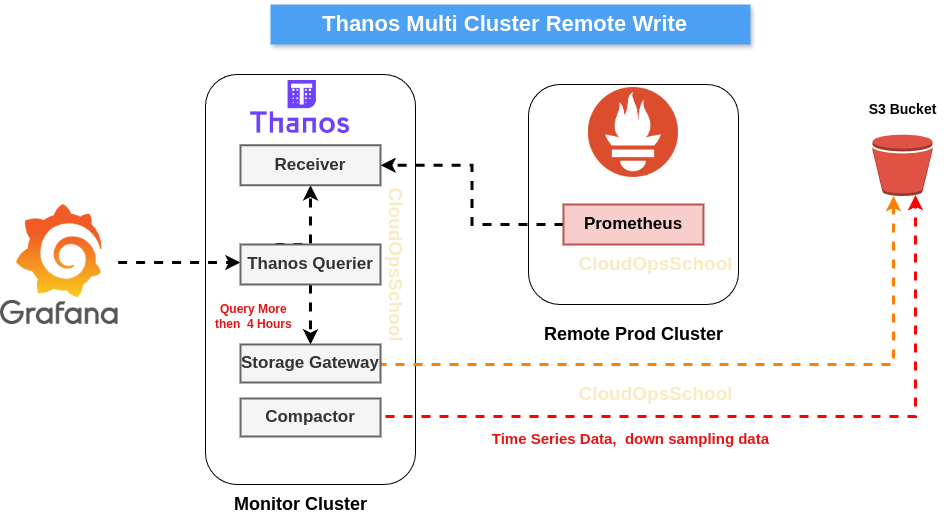 Thanos Multi Cluster Remote Write
S3 Bucket
Thanos
Receiver
CloudOpsSchool
Prometheus
Thanos Querier
CloudOpsSchool
Grafana
Query More
then 4 Hours
Remote Prod Cluster
Storage Gateway
CloudOpsSchool
Compactor
Time Series Data, down sampling data
Monitor Cluster